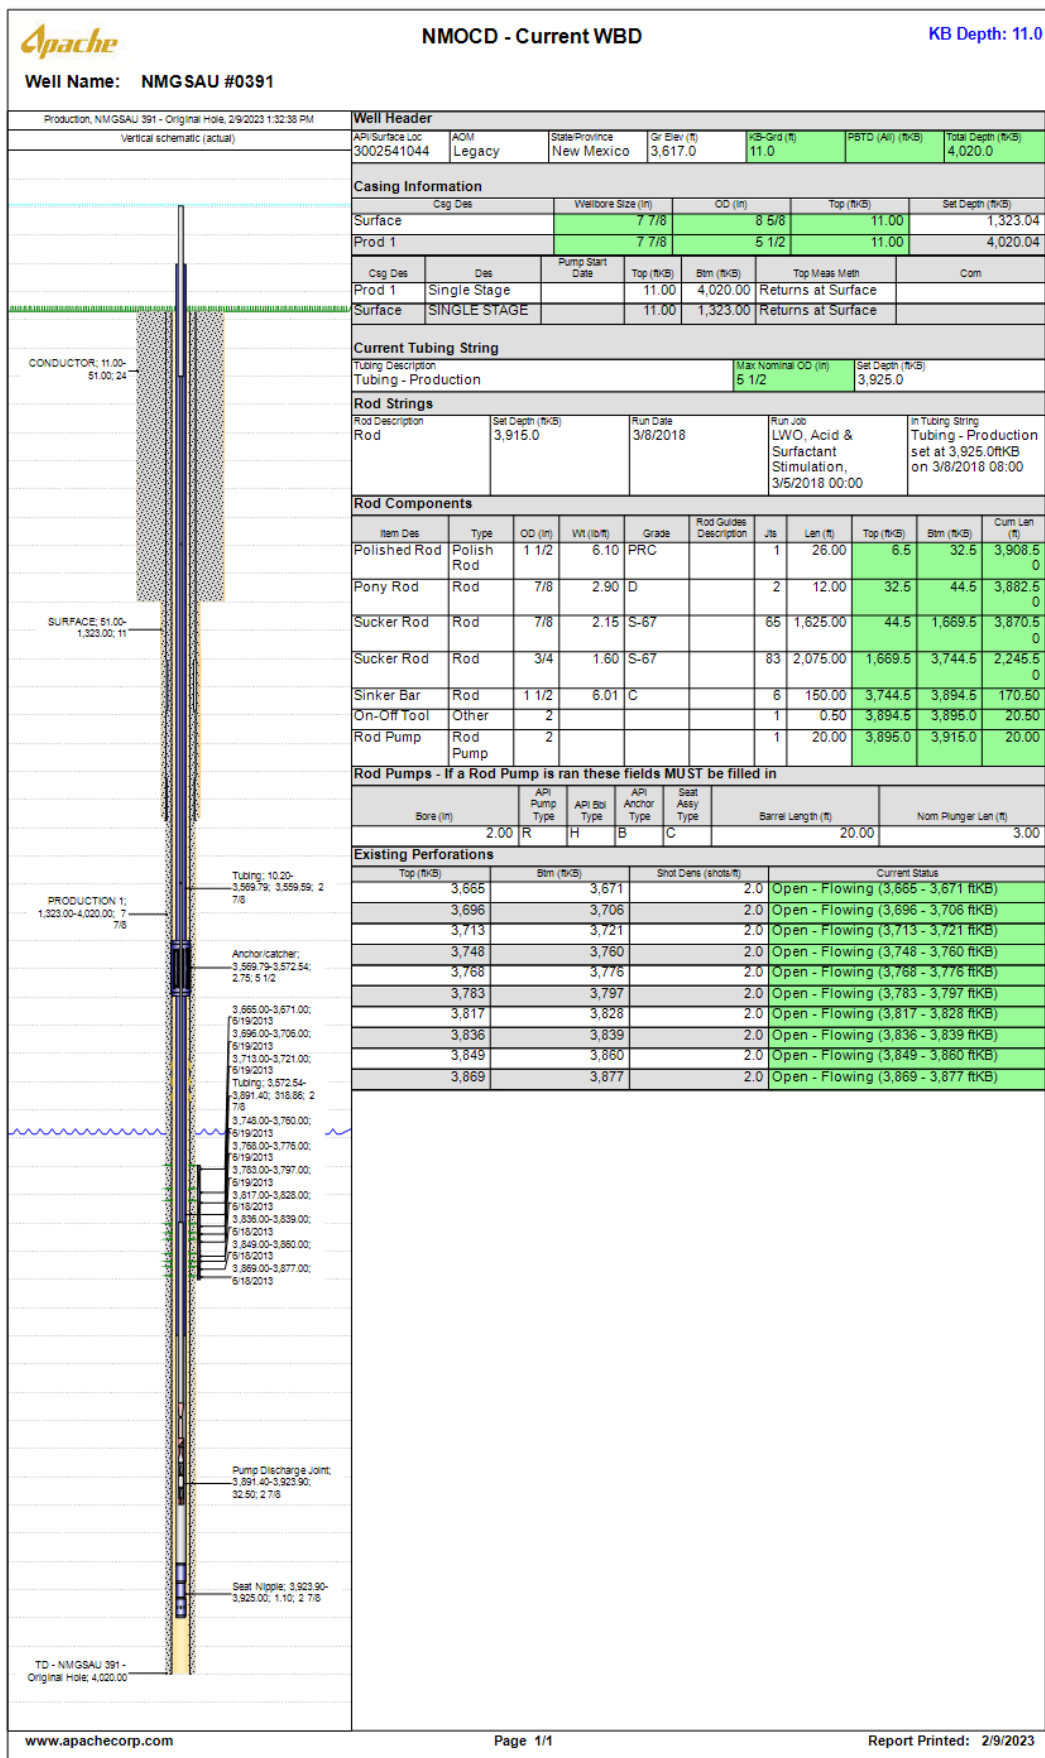 Apache
NMOCD - Current WBD
KB Depth: 11.0
Well Name: NMGSAU #0391
Production, NMGSAU 391 - Original Hole, 2/9/2023 1:32:38 PM
Vertical schematic (actual)
CONDUCTOR; 11.00-
51.00; 24
SURFACE; 51.00-
1,323.00; 11
Tubing; 10.20-
3,569.79; 3,559.59; 2
7/8
PRODUCTION 1;
1,323.00-4,020.00; 7
7/8
Anchor/catcher;
3,569.79-3,572.54;
2.75; 5 1/2
3,665.00-3,671.00;
6/19/2013
3,696.00-3,706.00;
6/19/2013
3,713.00-3,721.00;
6/19/2013
Tubing; 3,572.54-
3,891.40; 318.86; 2
7/8
3,748.00-3,760.00;
6/19/2013
3,768.00-3,776.00;
6/19/2013
3,783.00-3,797.00;
6/19/2013
3,817.00-3,828.00;
6/18/2013
3,836.00-3,839.00;
6/18/2013
3,849.00-3,860.00;
6/18/2013
3,869.00-3,877.00;
6/18/2013
Pump Discharge Joint;
3,891.40-3,923.90;
32.50; 2 7/8
Seat Nipple; 3,923.90-
3,925.00; 1.10; 2 7/8
TD - NMGSAU 391 -
Original Hole; 4,020.00
Well Header
API/Surface Loc AOM State/Province Gr Elev (ft) KB-Grd (ft) PBTD (All) (ftKB) Total Depth (ftKB)
3002541044 Legacy New Mexico 3,617.0 11.0 4,020.0
Casing Information
Csg Des Wellbore Size (in) OD (in) Top (ftKB) Set Depth (ftKB)
Surface 7 7/8 8 5/8 11.00 1,323.04
Prod 1 7 7/8 5 1/2 11.00 4,020.04
Csg Des Des Pump Start Date Top (ftKB) Btm (ftKB) Top Meas Meth Com
Prod 1 Single Stage 11.00 4,020.00 Returns at Surface
Surface SINGLE STAGE 11.00 1,323.00 Returns at Surface
Current Tubing String
Tubing Description Max Nominal OD (in) Set Depth (ftKB)
Tubing - Production 5 1/2 3,925.0
Rod Strings
Rod Description Set Depth (ftKB) Run Date Run Job In Tubing String
Rod 3,915.0 3/8/2018 LWO, Acid & Surfactant Stimulation, 3/5/2018 00:00 Tubing - Production set at 3,925.0ftKB on 3/8/2018 08:00
Rod Components
Item Des Type OD (in) Wt (lb/ft) Grade Rod Guides Description Jts Len (ft) Top (ftKB) Btm (ftKB) Cum Len (ft)
Polished Rod Polish Rod 1 1/2 6.10 PRC 1 26.00 6.5 32.5 3,908.50
Pony Rod Rod 7/8 2.90 D 2 12.00 32.5 44.5 3,882.50
Sucker Rod Rod 7/8 2.15 S-67 65 1,625.00 44.5 1,669.5 3,870.50
Sucker Rod Rod 3/4 1.60 S-67 83 2,075.00 1,669.5 3,744.5 2,245.50
Sinker Bar Rod 1 1/2 6.01 C 6 150.00 3,744.5 3,894.5 170.50
On-Off Tool Other 2 1 0.50 3,894.5 3,895.0 20.50
Rod Pump Rod Pump 2 1 20.00 3,895.0 3,915.0 20.00
Rod Pumps - If a Rod Pump is ran these fields MUST be filled in
Bore (in) API Pump Type API Bbl Type API Anchor Type Seat Assy Type Barrel Length (ft) Nom Plunger Len (ft)
2.00 R H B C 20.00 3.00
Existing Perforations
Top (ftKB) Btm (ftKB) Shot Dens (shots/ft) Current Status
3,665 3,671 2.0 Open - Flowing (3,665 - 3,671 ftKB)
3,696 3,706 2.0 Open - Flowing (3,696 - 3,706 ftKB)
3,713 3,721 2.0 Open - Flowing (3,713 - 3,721 ftKB)
3,748 3,760 2.0 Open - Flowing (3,748 - 3,760 ftKB)
3,768 3,776 2.0 Open - Flowing (3,768 - 3,776 ftKB)
3,783 3,797 2.0 Open - Flowing (3,783 - 3,797 ftKB)
3,817 3,828 2.0 Open - Flowing (3,817 - 3,828 ftKB)
3,836 3,839 2.0 Open - Flowing (3,836 - 3,839 ftKB)
3,849 3,860 2.0 Open - Flowing (3,849 - 3,860 ftKB)
3,869 3,877 2.0 Open - Flowing (3,869 - 3,877 ftKB)
www.apachecorp.com
Page 1/1
Report Printed: 2/9/2023